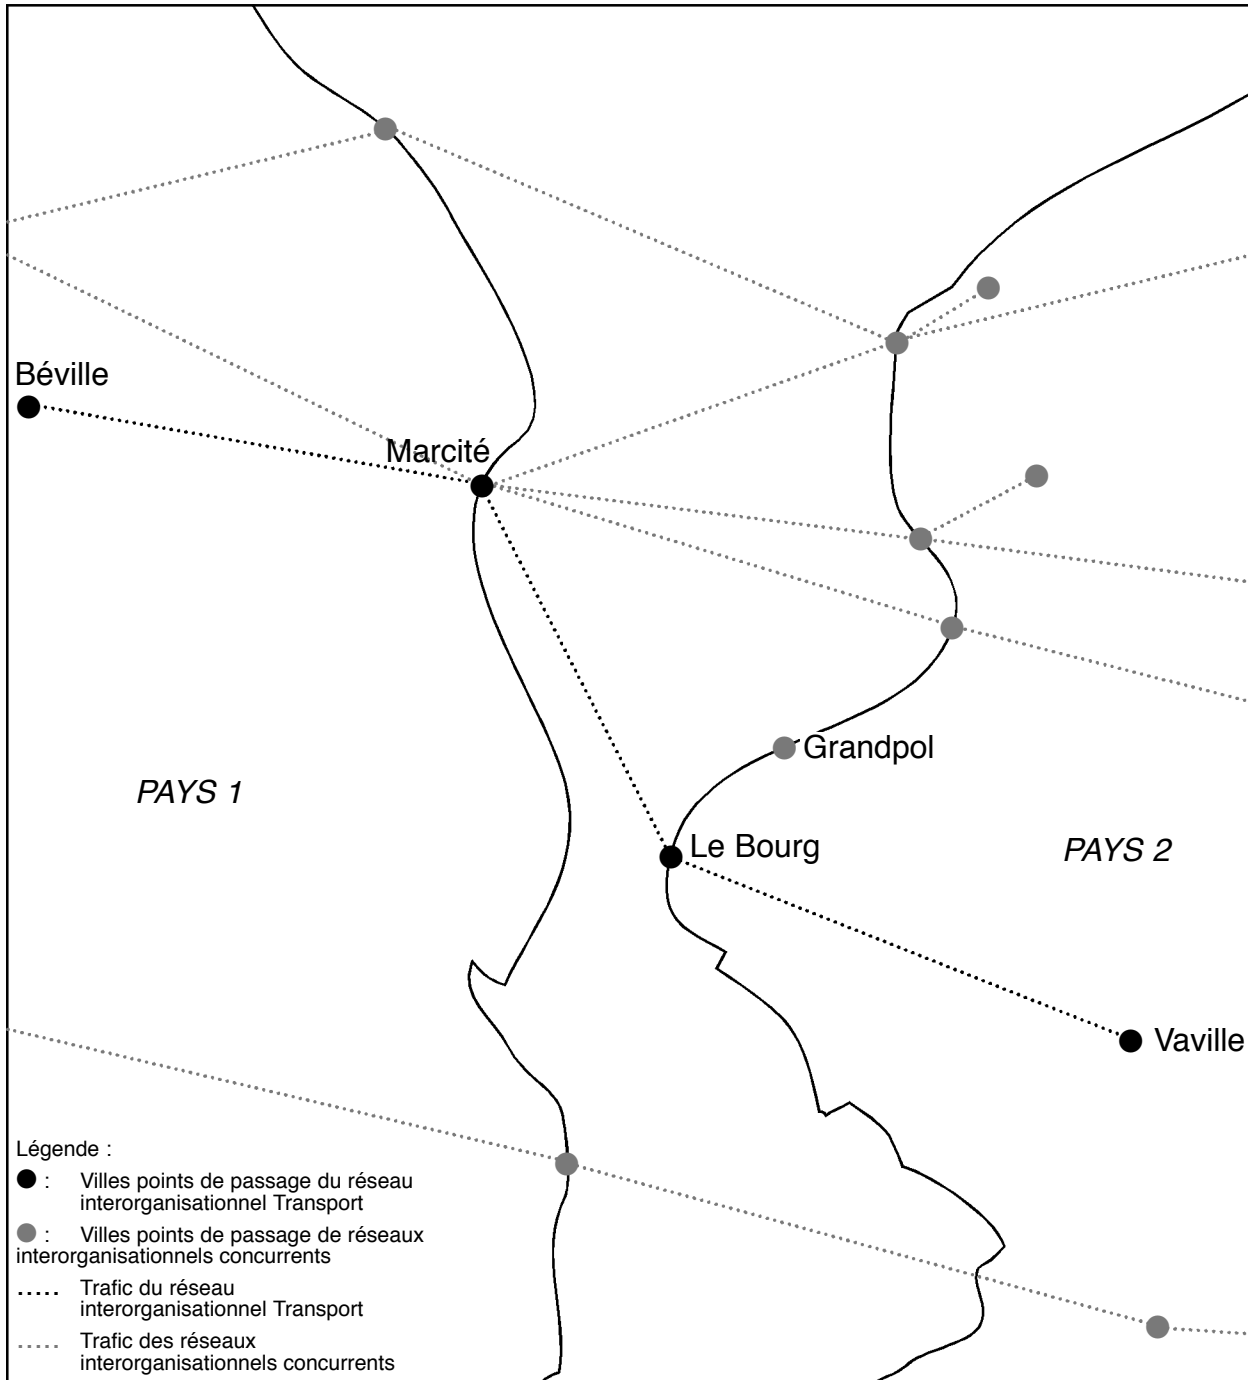 Béville
Marcité
Grandpol
PAYS 1
Le Bourg
PAYS 2
Vaville
Légende :
: Villes points de passage du réseau
interorganisationnel Transport
: Villes points de passage de réseaux
interorganisationnels concurrents
..... Trafic du réseau
interorganisationnel Transport
..... Trafic des réseaux
interorganisationnels concurrents